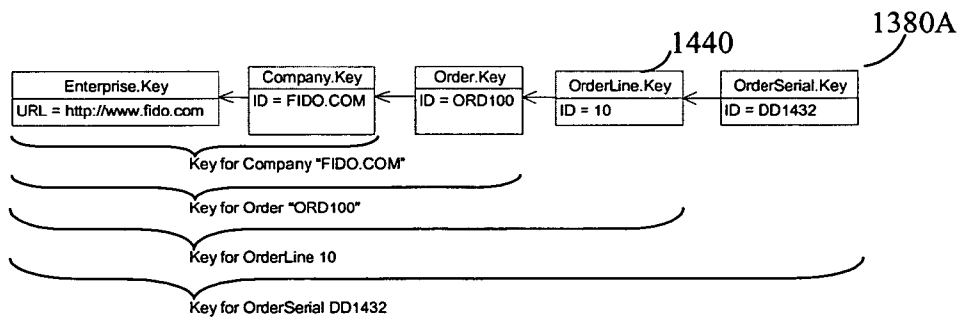 1380A
1440
Enterprise.Key
URL = http://www.fido.com
Company.Key
ID = FIDO.COM
Order.Key
ID = ORD100
OrderLine.Key
ID = 10
OrderSerial.Key
ID = DD1432
Key for Company "FIDO.COM"
Key for Order "ORD100"
Key for OrderLine 10
Key for OrderSerial DD1432